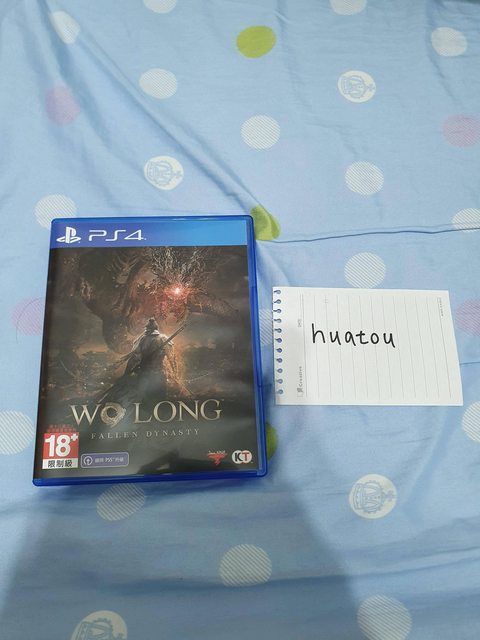 PS4
WO LONG
FALLEN DYNASTY
18+
限制級
KT
huatou